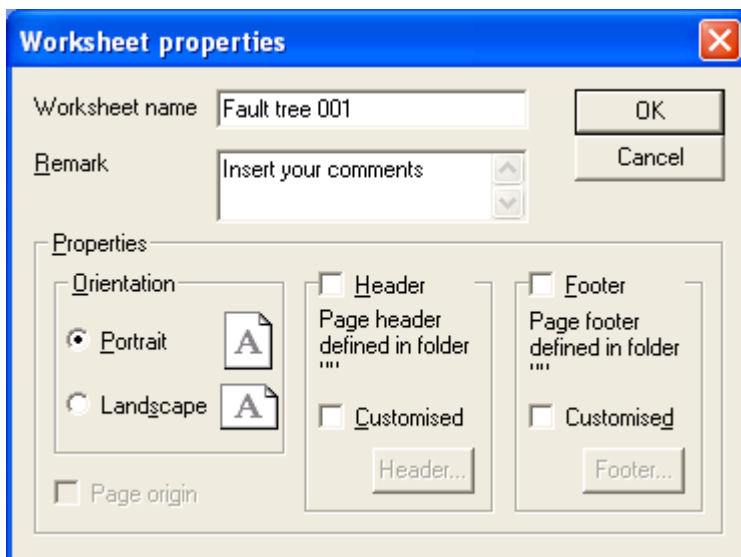 Worksheet properties
Worksheet name
Fault tree 001
OK
Remark
Insert your comments
Cancel
Properties
Orientation
Portrait
A
Landscape
A
Header
Page header
defined in folder
""
Customised
Header...
Footer
Page footer
defined in folder
""
Customised
Footer...
Page origin